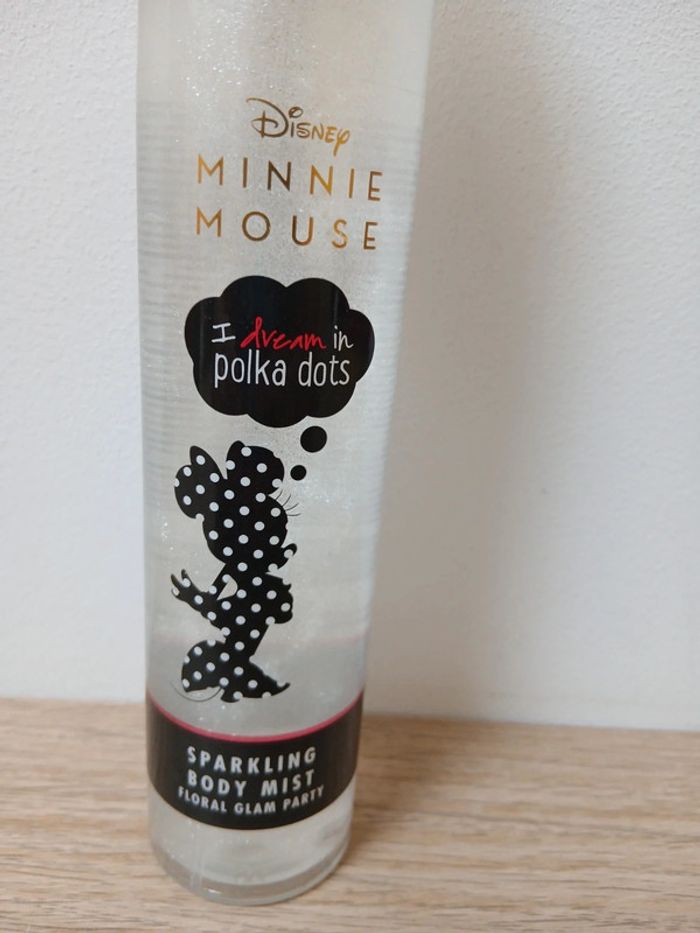 Disney
MINNIE
MOUSE
I dream in
polka dots
SPARKLING
BODY MIST
FLORAL GLAM PARTY